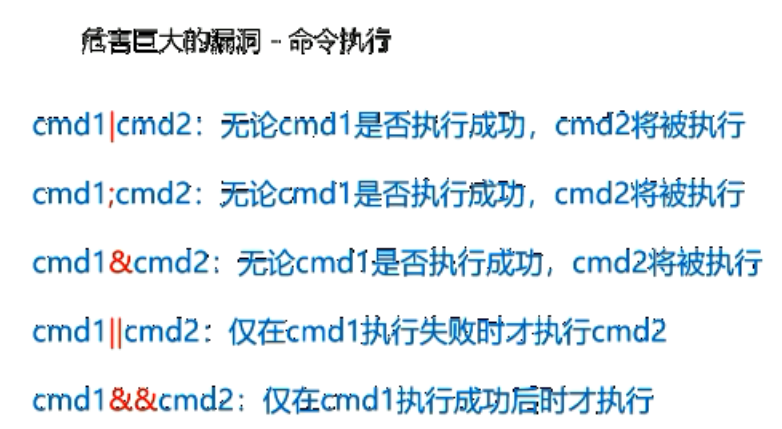 危害巨大的漏洞 - 命令执行
cmd1|cmd2：无论cmd1是否执行成功，cmd2将被执行
cmd1;cmd2：无论cmd1是否执行成功，cmd2将被执行
cmd1&cmd2：无论cmd1是否执行成功，cmd2将被执行
cmd1||cmd2：仅在cmd1执行失败时才执行cmd2
cmd1&&cmd2：仅在cmd1执行成功后时才执行